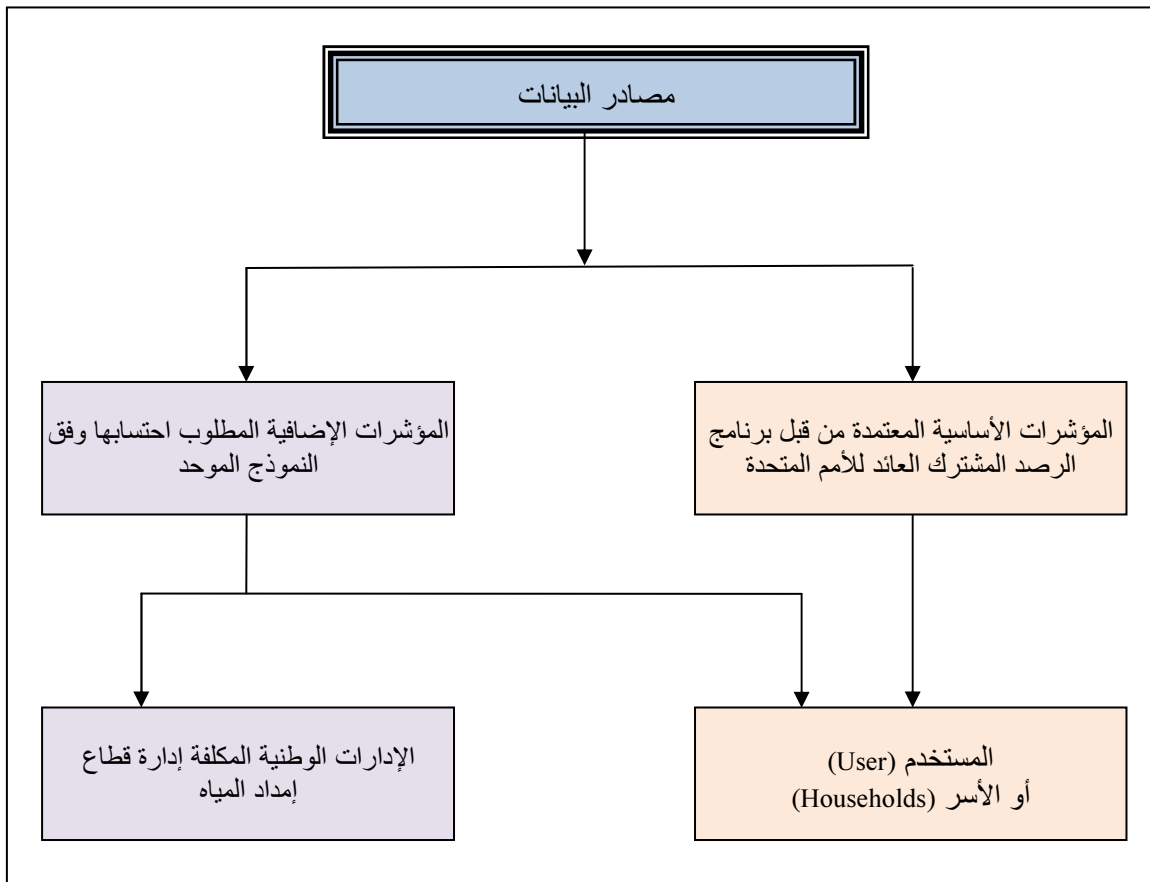 مصادر البيانات
المؤشرات الأساسية المعتمدة من قبل برنامج
الرصد المشترك العائد للأمم المتحدة
المؤشرات الإضافية المطلوب احتسابها وفق
النموذج الموحد
المستخدم (User)
أو الأسر (Households)
الإدارات الوطنية المكلفة إدارة قطاع
إمداد المياه